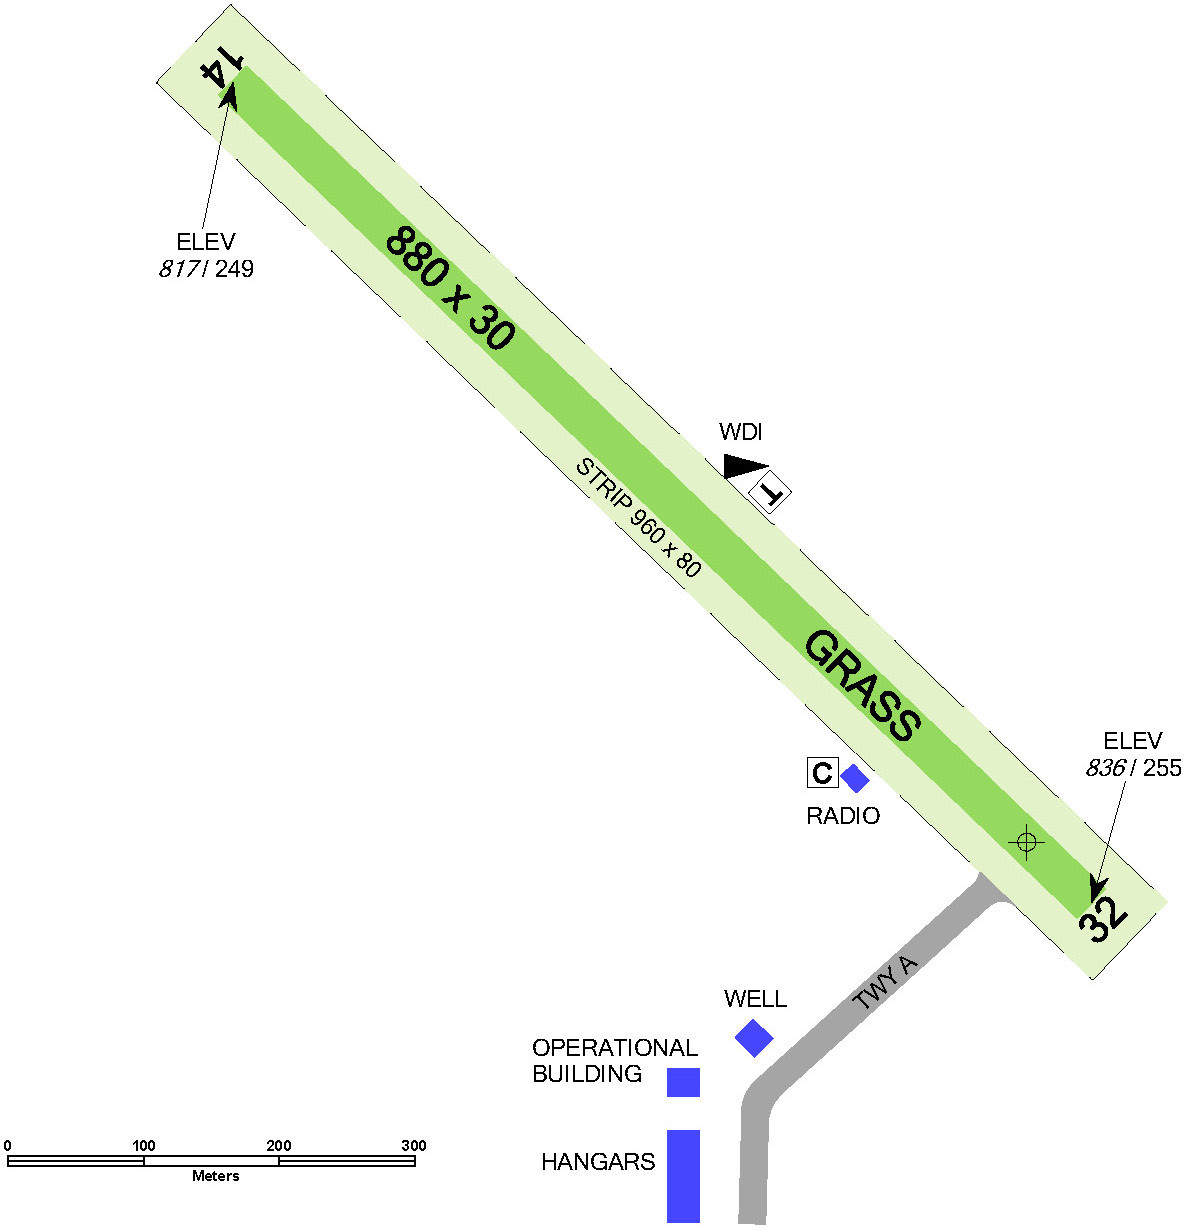 14
ELEV
817 / 249
880 x 30
WDI
T
STRIP 960 x 80
GRASS
ELEV
836 / 255
C
RADIO
32
TWY A
WELL
OPERATIONAL
BUILDING
HANGARS
0 100 200 300
Meters